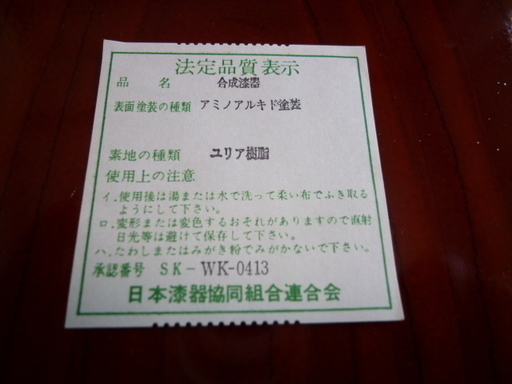 法定品質表示
品名 合成漆器
表面塗装の種類 アミノアルキド塗装
素地の種類 ユリア樹脂
使用上の注意
イ.使用後は湯または水で洗って柔い布でふき取る
ようにして下さい。
ロ.変形または変色するおそれがありますので直射
日光等は避けて保存して下さい。
ハ.たわしまたはみがき粉でみがかないで下さい。
承認番号 SK-WK-0413
日本漆器協同組合連合会